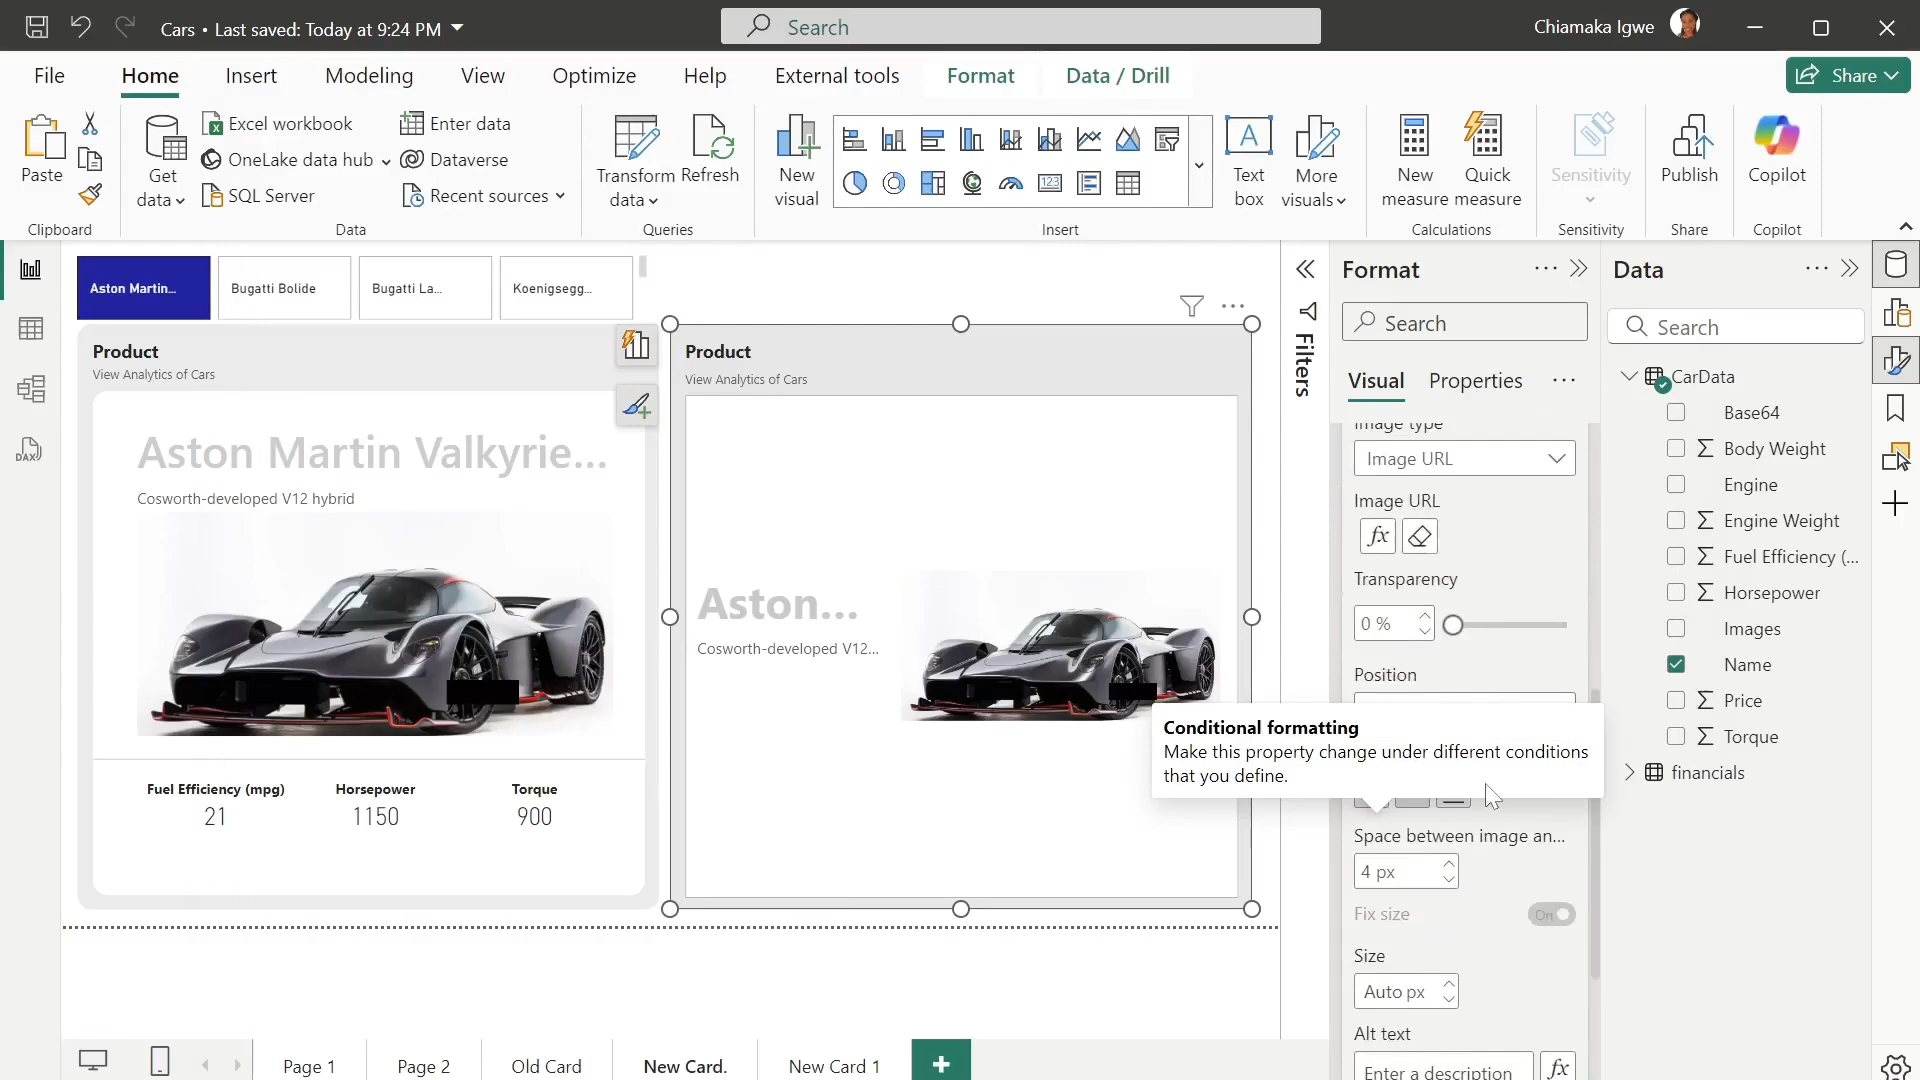 Cars • Last saved: Today at 9:24 PM
Search
Chiamaka Igwe
File
Home
Insert
Modeling
View
Optimize
Help
External tools
Format
Data / Drill
Share
Paste
Clipboard
Get
data
Excel workbook
OneLake data hub
SQL Server
Enter data
Dataverse
Recent sources
Data
Transform
data
Refresh
Queries
New
visual
123
Insert
A
Text
box
More
visuals
New
measure
Quick
measure
Calculations
Sensitivity
Sensitivity
Publish
Share
Copilot
Copilot
DAX
Aston Martin...
Bugatti Bolide
Bugatti La...
Koenigsegg...
Product
View Analytics of Cars
Aston Martin Valkyrie...
Cosworth-developed V12 hybrid
Fuel Efficiency (mpg)
21
Horsepower
1150
Torque
900
Product
View Analytics of Cars
Aston...
Cosworth-developed V12...
Filters
Format
Search
Visual
Properties
Image type
Image URL
Image URL
fx
Transparency
0 %
Position
Conditional formatting
Make this property change under different conditions
that you define.
Space between image an...
4 px
Fix size
On
Size
Auto px
Alt text
Enter a description
fx
Data
Search
CarData
Base64
Body Weight
Engine
Engine Weight
Fuel Efficiency (...
Horsepower
Images
Name
Price
Torque
financials
Page 1
Page 2
Old Card
New Card.
New Card 1